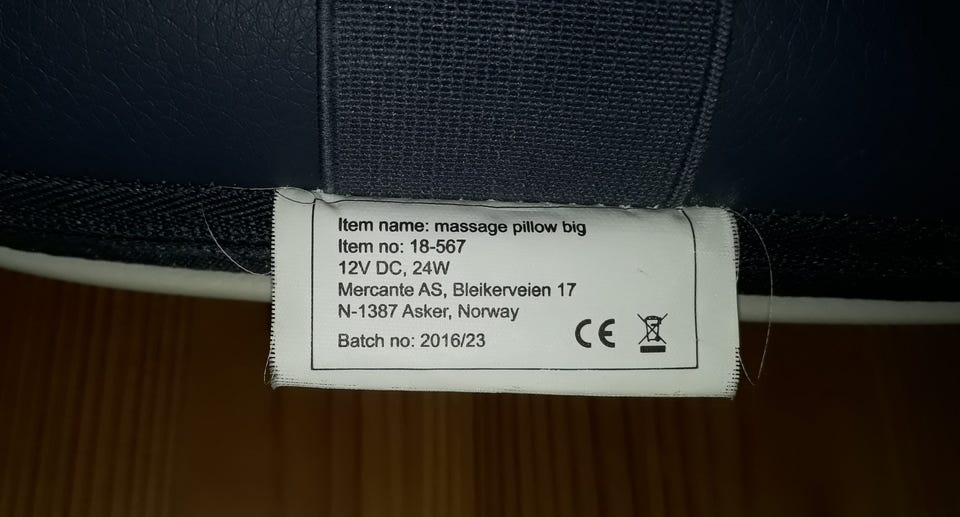 Item name: massage pillow big
Item no: 18-567
12V DC, 24W
Mercante AS, Bleikerveien 17
N-1387 Asker, Norway
Batch no: 2016/23
CE